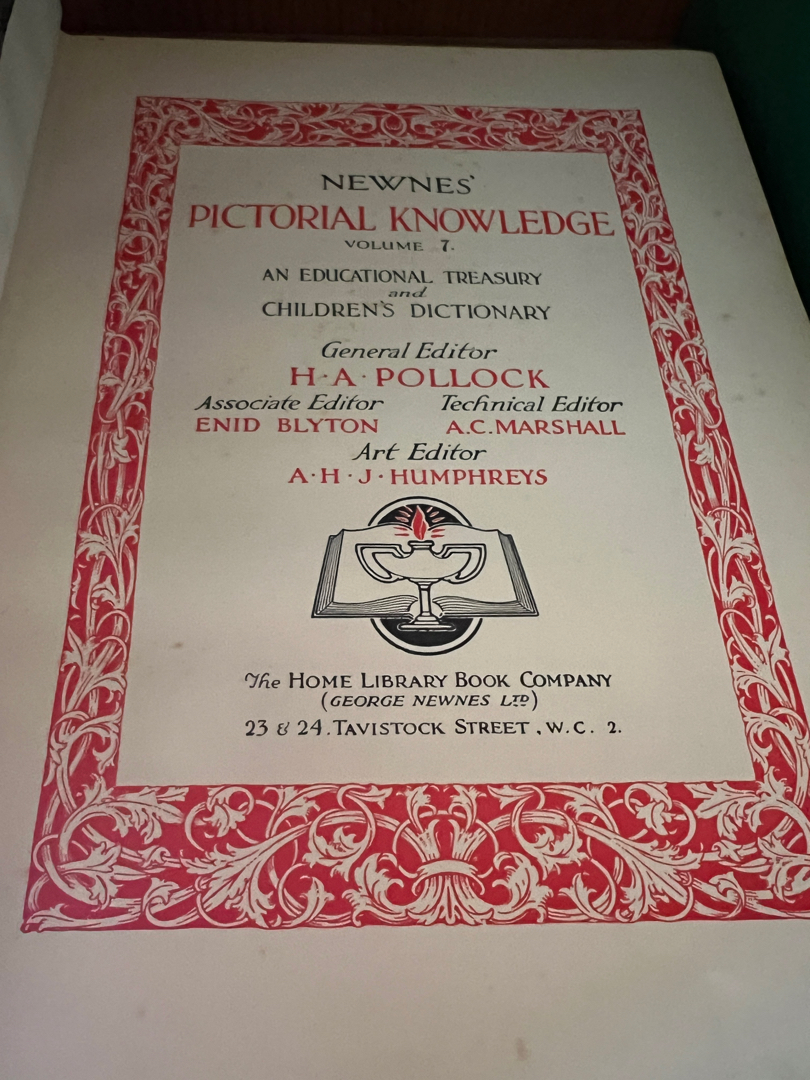 NEWNES'
PICTORIAL KNOWLEDGE
VOLUME 7.
AN EDUCATIONAL TREASURY
and
CHILDREN'S DICTIONARY
General Editor
H·A·POLLOCK
Associate Editor Technical Editor
ENID BLYTON A.C.MARSHALL
Art Editor
A·H·J·HUMPHREYS
The HOME LIBRARY BOOK COMPANY
(GEORGE NEWNES LTD)
23 & 24.TAVISTOCK STREET, W.C. 2.